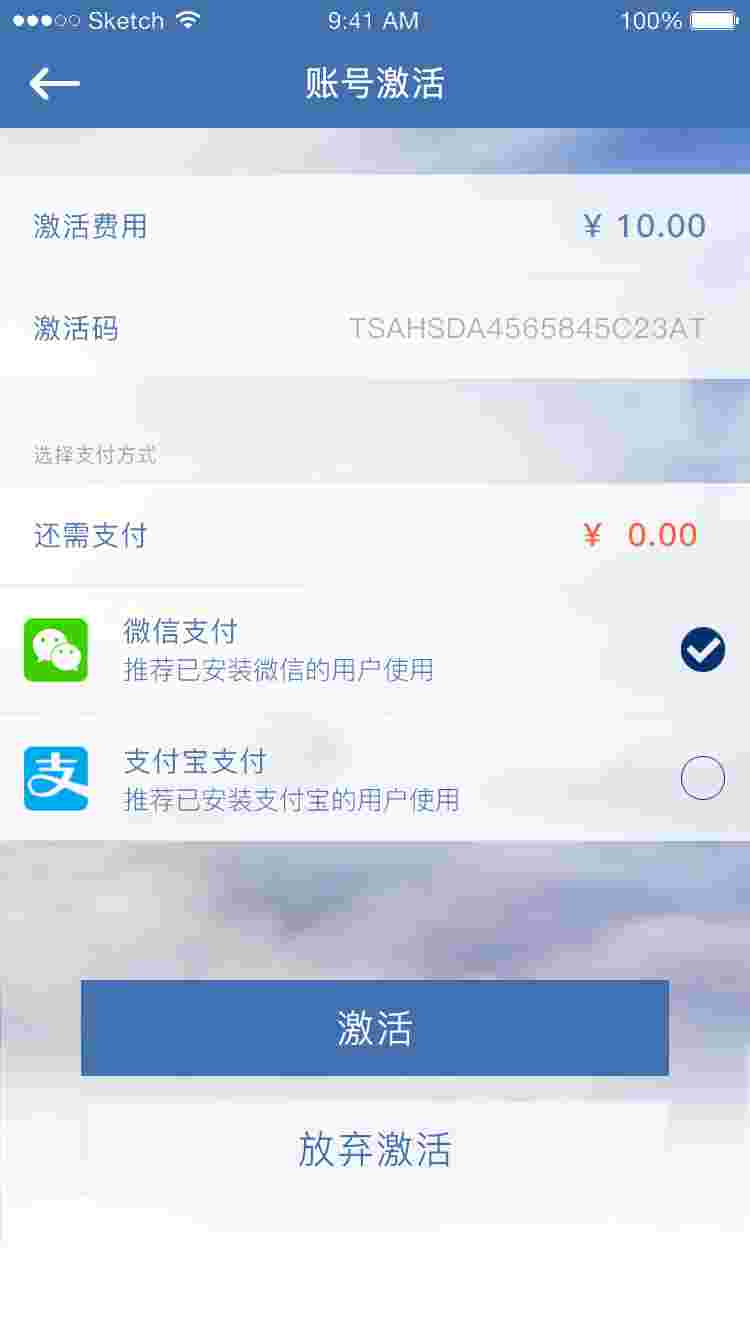 Sketch 9:41 AM 100%
账号激活
激活费用 ¥ 10.00
激活码 TSAHSDA4565845C23AT
选择支付方式
还需支付 ¥ 0.00
微信支付
推荐已安装微信的用户使用
支 支付宝支付
推荐已安装支付宝的用户使用
激活
放弃激活